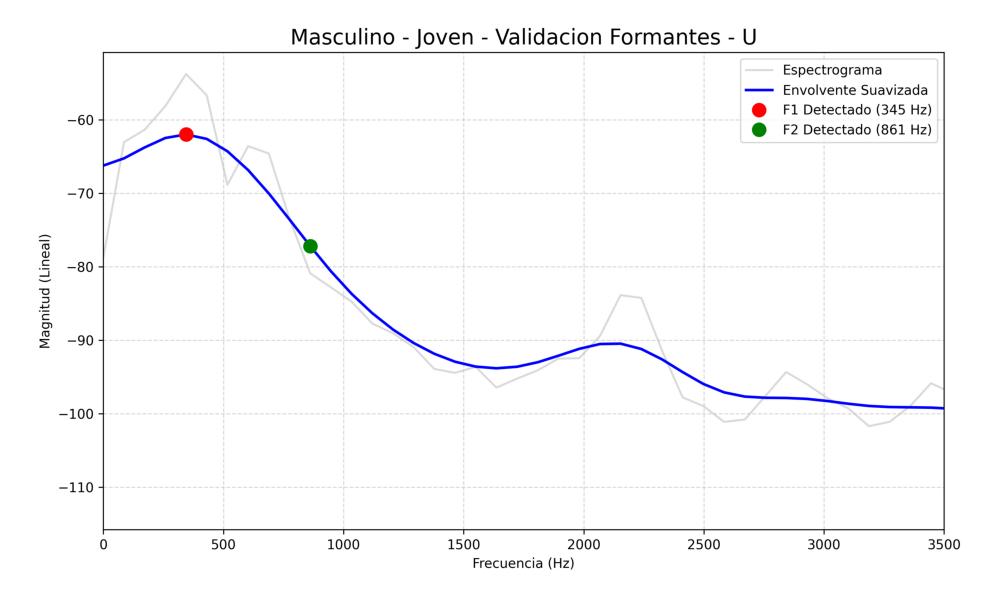 Masculino - Joven - Validacion Formantes - U
Espectrograma
Envolvente Suavizada
F1 Detectado (345 Hz)
F2 Detectado (861 Hz)
Magnitud (Lineal)
−60
−70
−80
−90
−100
−110
0 500 1000 1500 2000 2500 3000 3500
Frecuencia (Hz)